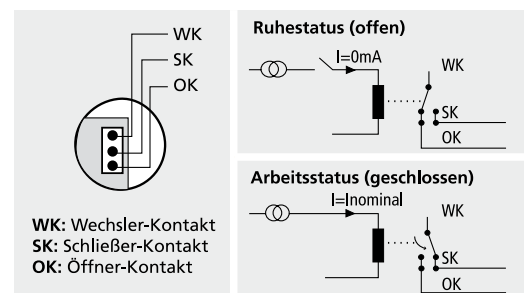 WK
SK
OK
WK: Wechsler-Kontakt
SK: Schließer-Kontakt
OK: Öffner-Kontakt
Ruhestatus (offen)
I=0mA
WK
SK
OK
Arbeitsstatus (geschlossen)
I=Inominal
WK
SK
OK